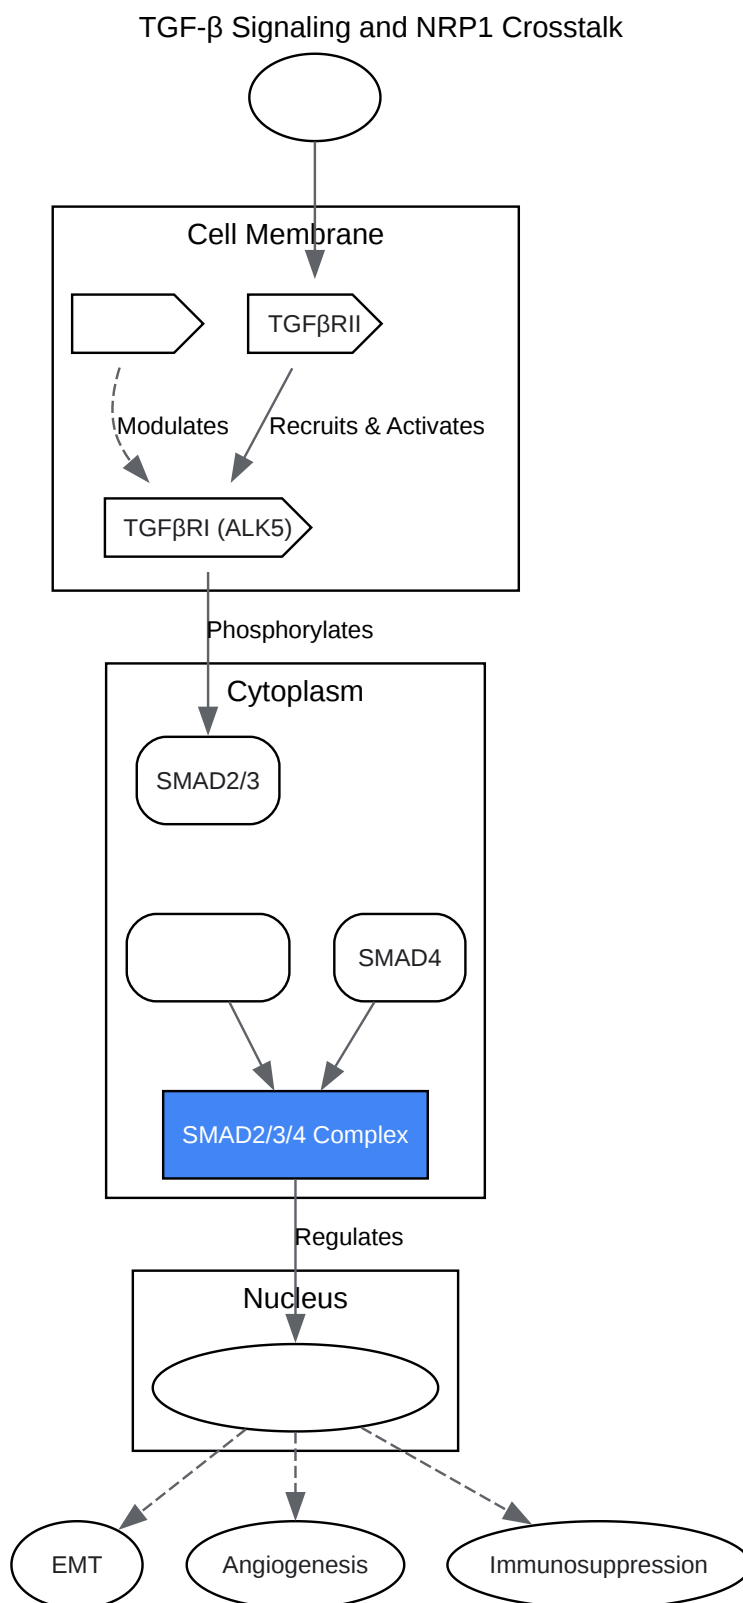 TGF-β Signaling and NRP1 Crosstalk
Cell Membrane
TGFβRII
Modulates
Recruits & Activates
TGFβRI (ALK5)
Phosphorylates
Cytoplasm
SMAD2/3
SMAD4
SMAD2/3/4 Complex
Regulates
Nucleus
EMT
Angiogenesis
Immunosuppression